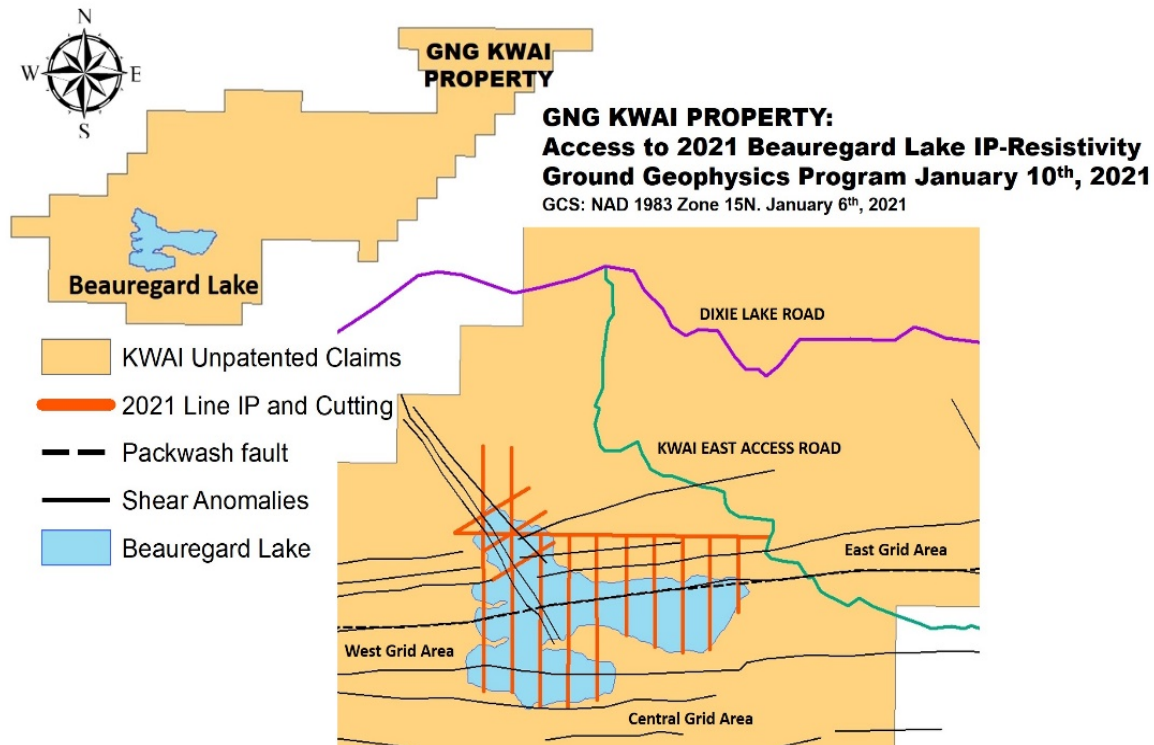 N
W
E
S
GNG KWAI
PROPERTY
Beauregard Lake
GNG KWAI PROPERTY:
Access to 2021 Beauregard Lake IP-Resistivity
Ground Geophysics Program January 10th, 2021
GCS: NAD 1983 Zone 15N. January 6th, 2021
KWAI Unpatented Claims
2021 Line IP and Cutting
Packwash fault
Shear Anomalies
Beauregard Lake
DIXIE LAKE ROAD
KWAI EAST ACCESS ROAD
East Grid Area
West Grid Area
Central Grid Area